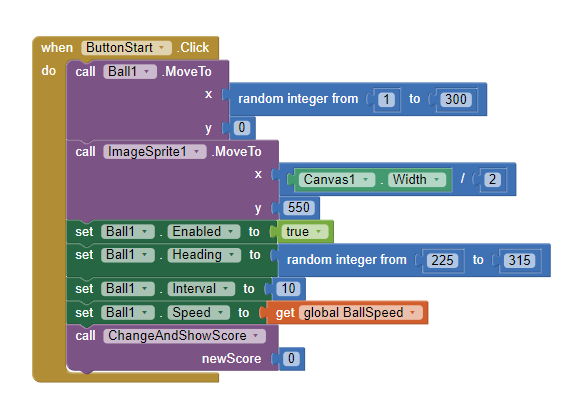 when ButtonStart .Click
do call Ball1 .MoveTo
x random integer from 1 to 300
y 0
call ImageSprite1 .MoveTo
x Canvas1 . Width / 2
y 550
set Ball1 . Enabled to true
set Ball1 . Heading to random integer from 225 to 315
set Ball1 . Interval to 10
set Ball1 . Speed to get global BallSpeed
call ChangeAndShowScore
newScore 0